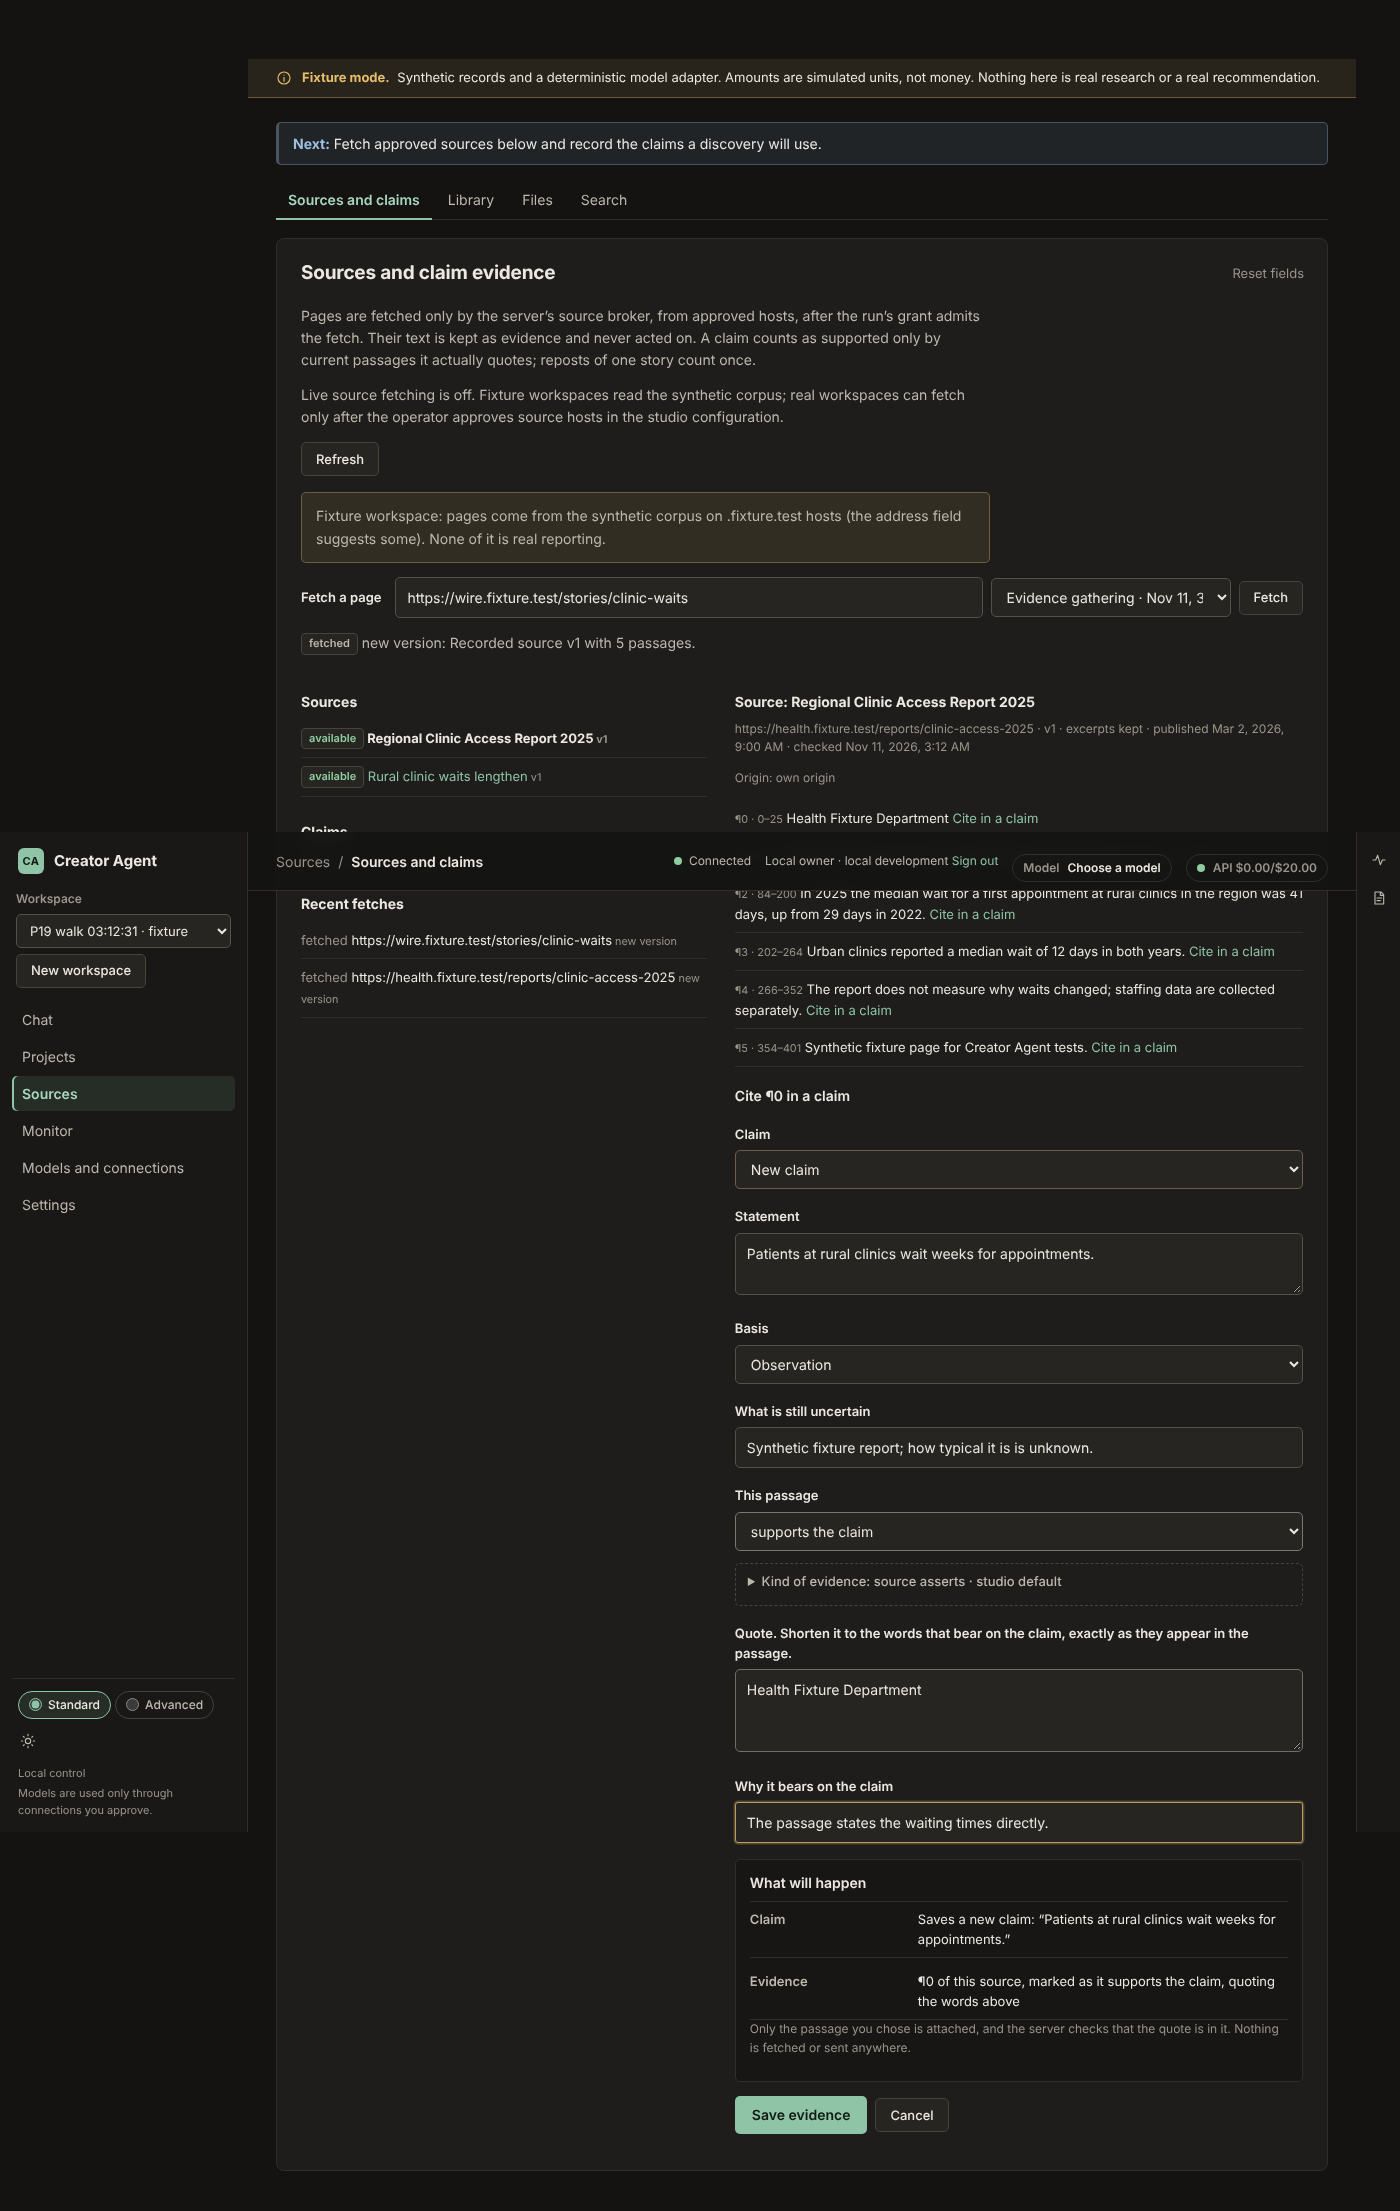 Fixture mode. Synthetic records and a deterministic model adapter. Amounts are simulated units, not money. Nothing here is real research or a real recommendation.
Next: Fetch approved sources below and record the claims a discovery will use.
Sources and claims Library Files Search
Sources and claim evidence
Reset fields
Pages are fetched only by the server’s source broker, from approved hosts, after the run’s grant admits
the fetch. Their text is kept as evidence and never acted on. A claim counts as supported only by
current passages it actually quotes; reposts of one story count once.
Live source fetching is off. Fixture workspaces read the synthetic corpus; real workspaces can fetch
only after the operator approves source hosts in the studio configuration.
Refresh
Fixture workspace: pages come from the synthetic corpus on .fixture.test hosts (the address field
suggests some). None of it is real reporting.
Fetch a page https://wire.fixture.test/stories/clinic-waits Evidence gathering · Nov 11, 3 Fetch
fetched new version: Recorded source v1 with 5 passages.
Sources
available Regional Clinic Access Report 2025 v1
available Rural clinic waits lengthen v1
Source: Regional Clinic Access Report 2025
https://health.fixture.test/reports/clinic-access-2025 · v1 · excerpts kept · published Mar 2, 2026,
9:00 AM · checked Nov 11, 2026, 3:12 AM
Origin: own origin
¶0 · 0–25 Health Fixture Department Cite in a claim
Claims
CA Creator Agent
Sources / Sources and claims
Connected Local owner · local development Sign out Model Choose a model API $0.00/$20.00
Workspace
P19 walk 03:12:31 · fixture
New workspace
Chat
Projects
Sources
Monitor
Models and connections
Settings
Standard Advanced
Local control
Models are used only through
connections you approve.
Recent fetches
fetched https://wire.fixture.test/stories/clinic-waits new version
fetched https://health.fixture.test/reports/clinic-access-2025 new
version
¶2 · 84–200 In 2025 the median wait for a first appointment at rural clinics in the region was 41
days, up from 29 days in 2022. Cite in a claim
¶3 · 202–264 Urban clinics reported a median wait of 12 days in both years. Cite in a claim
¶4 · 266–352 The report does not measure why waits changed; staffing data are collected
separately. Cite in a claim
¶5 · 354–401 Synthetic fixture page for Creator Agent tests. Cite in a claim
Cite ¶0 in a claim
Claim
New claim
Statement
Patients at rural clinics wait weeks for appointments.
Basis
Observation
What is still uncertain
Synthetic fixture report; how typical it is is unknown.
This passage
supports the claim
Kind of evidence: source asserts · studio default
Quote. Shorten it to the words that bear on the claim, exactly as they appear in the
passage.
Health Fixture Department
Why it bears on the claim
The passage states the waiting times directly.
What will happen
Claim Saves a new claim: “Patients at rural clinics wait weeks for
appointments.”
Evidence ¶0 of this source, marked as it supports the claim, quoting
the words above
Only the passage you chose is attached, and the server checks that the quote is in it. Nothing
is fetched or sent anywhere.
Save evidence Cancel